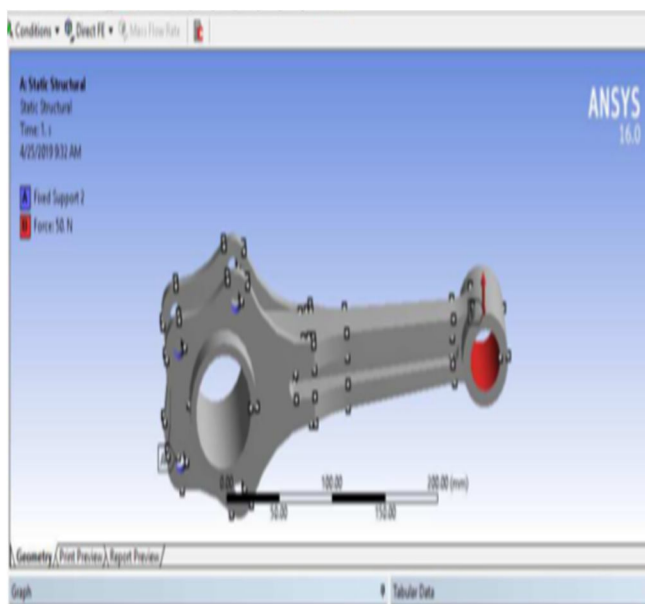 Conditions ▾ Direct FE ▾ Mass Flow Rate
A: Static Structural
Static Structural
Time: 1. s
4/25/2019 9:32 AM
A Fixed Support 2
B Force: 50. N
ANSYS
16.0
0.00 100.00 200.00 (mm)
50.00 150.00
Geometry Print Preview Report Preview
Graph Tabular Data